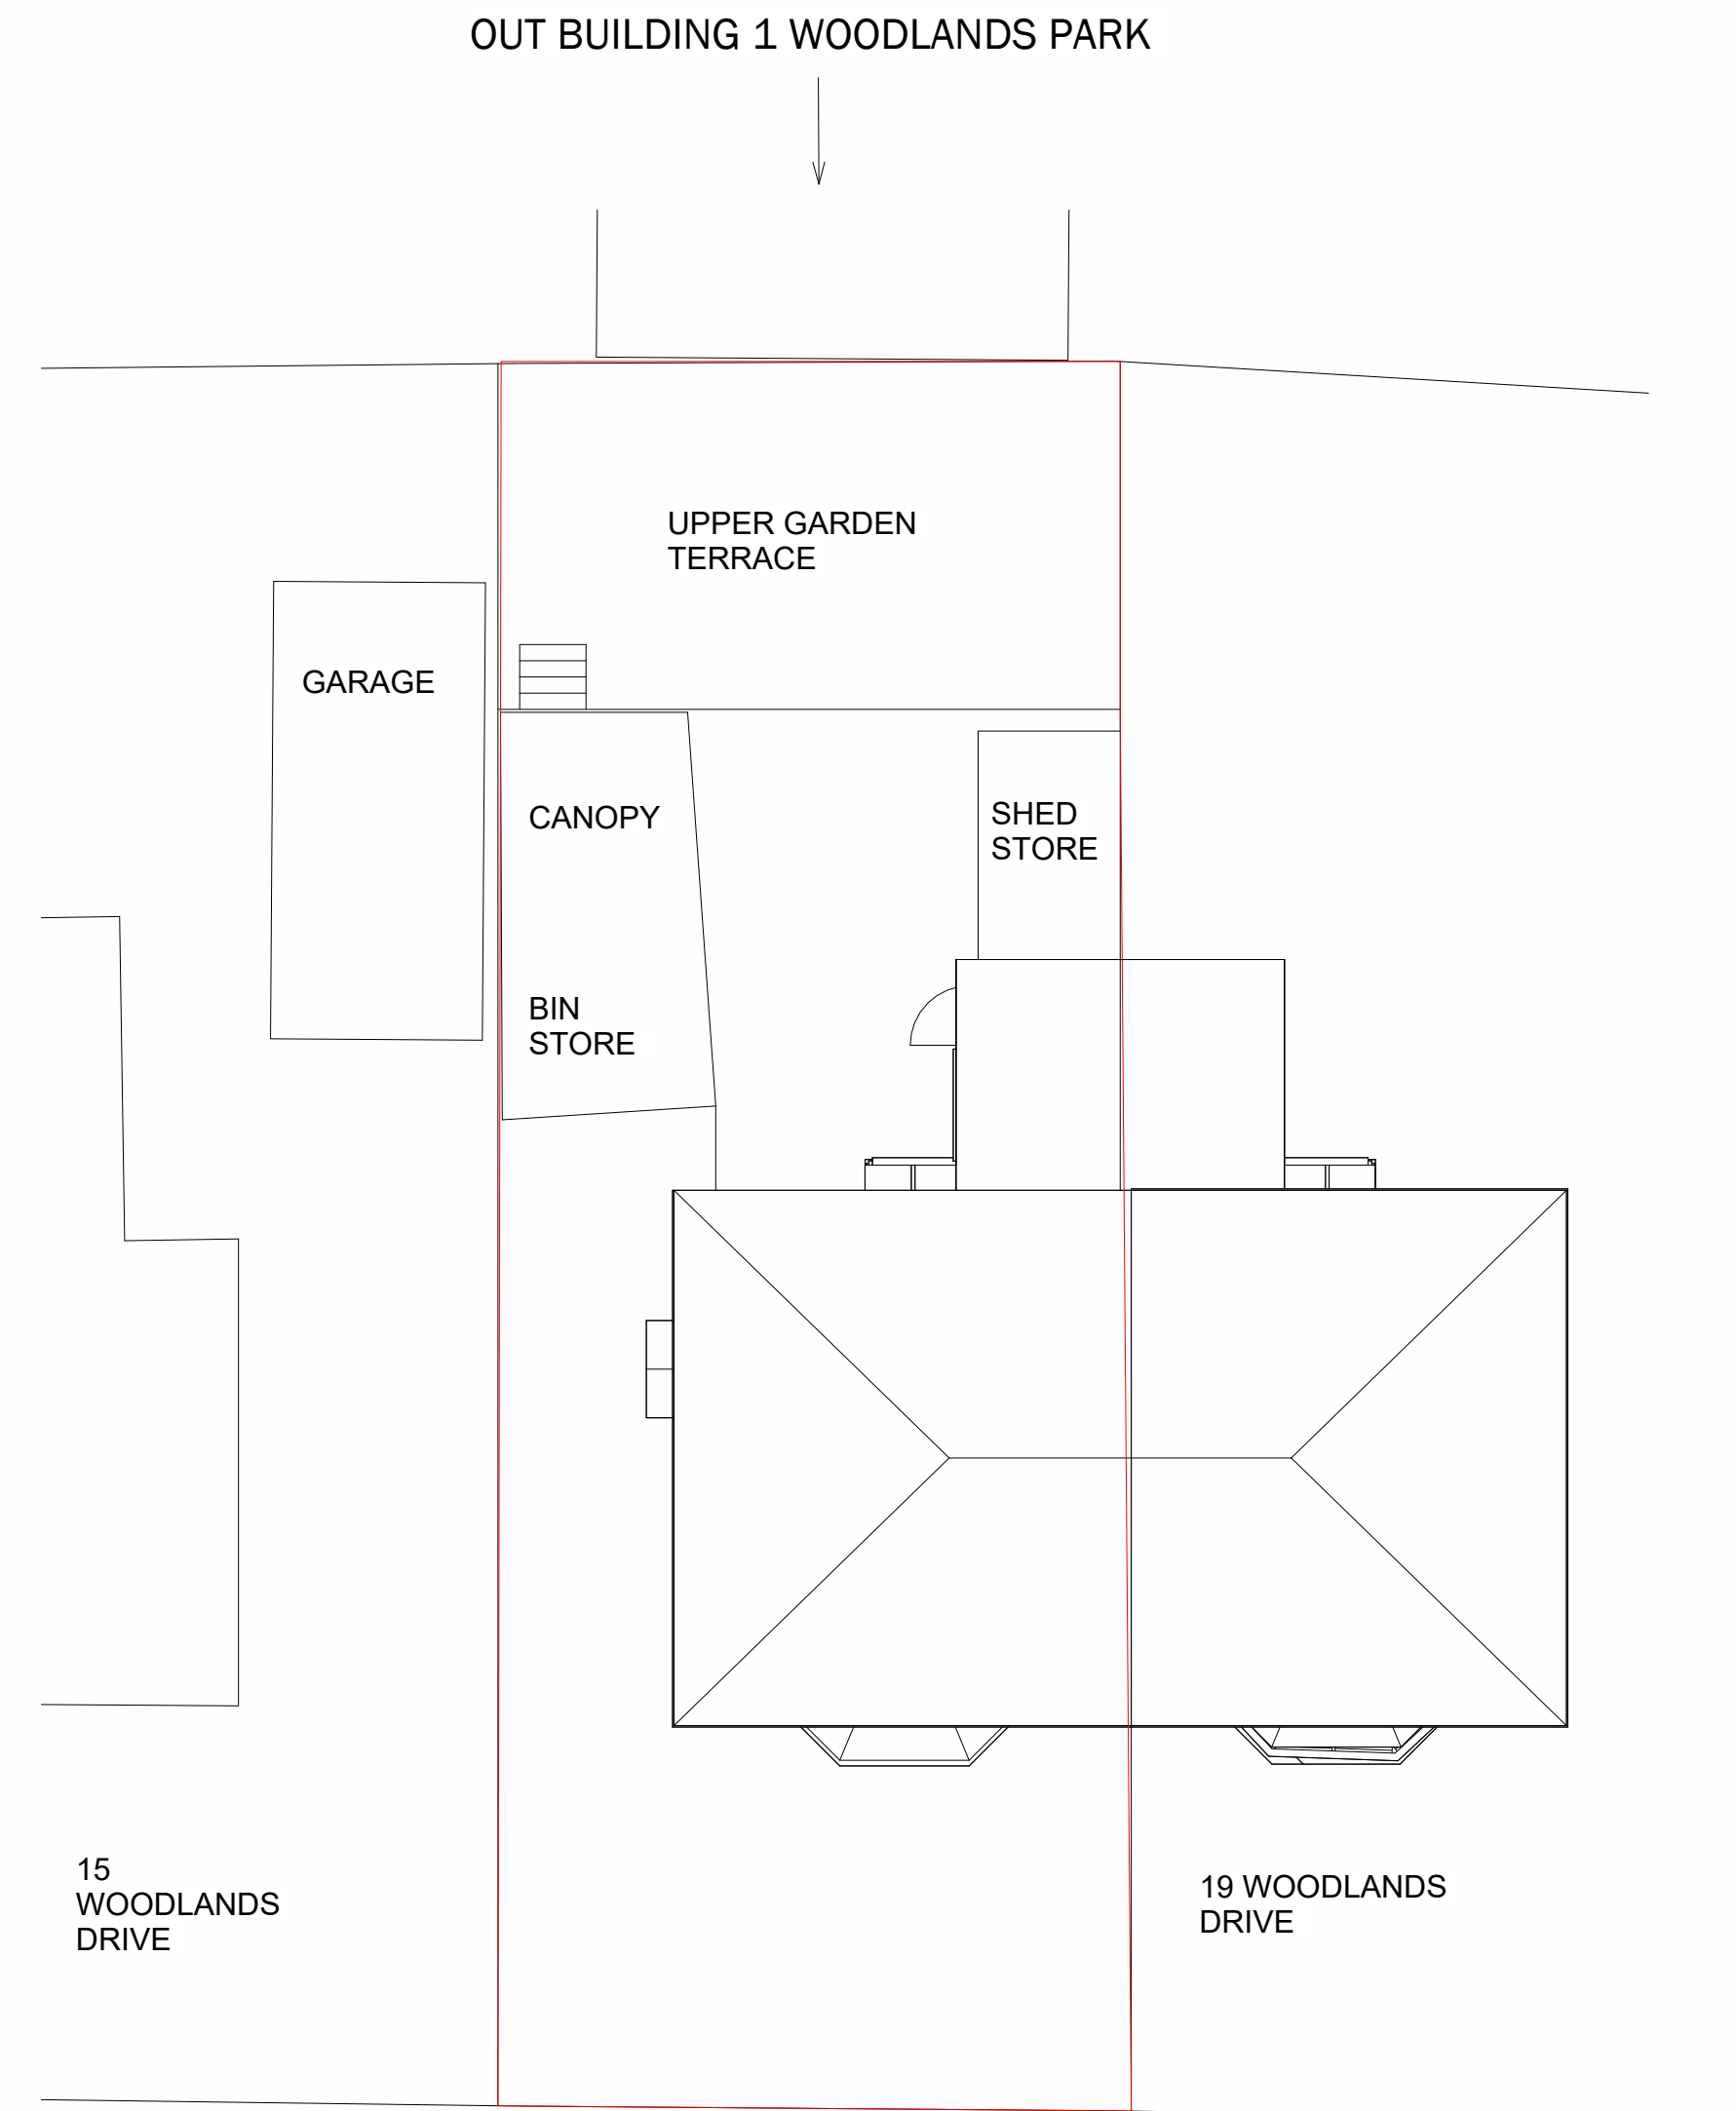 OUT BUILDING 1 WOODLANDS PARK
UPPER GARDEN
TERRACE
GARAGE
CANOPY
SHED
STORE
BIN
STORE
15
WOODLANDS
DRIVE
19 WOODLANDS
DRIVE